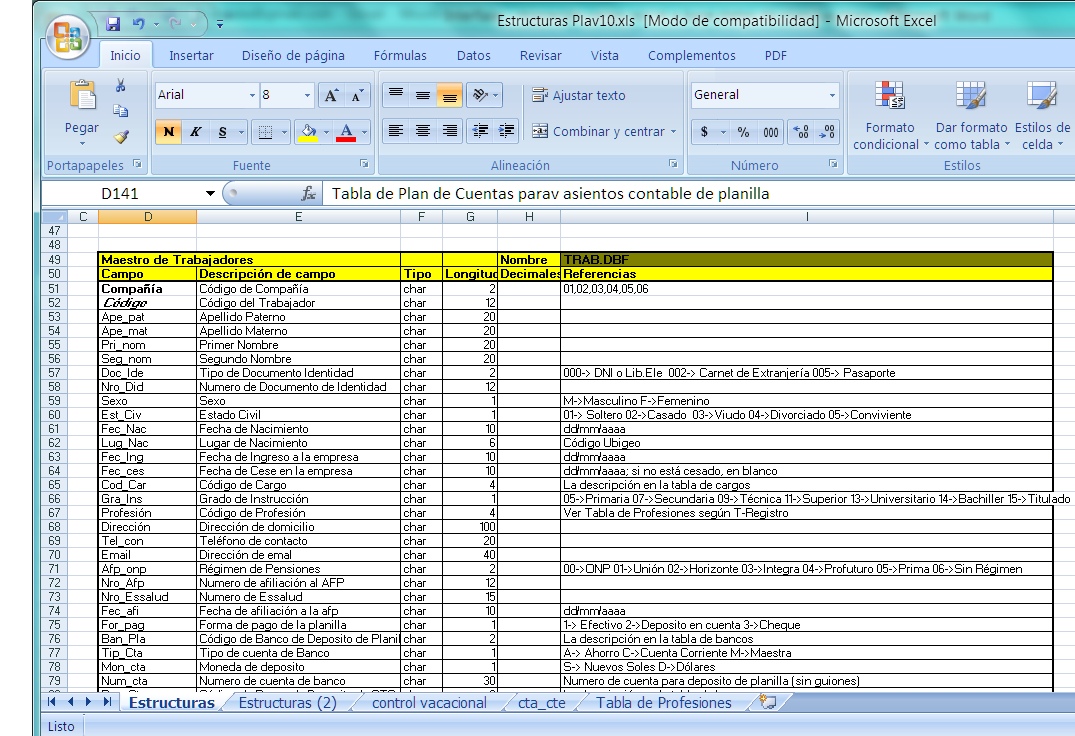 Estructuras Plav10.xls [Modo de compatibilidad] - Microsoft Excel
Inicio Insertar Diseño de página Fórmulas Datos Revisar Vista Complementos PDF
Arial 8 Ajustar texto General
Pegar Combinar y centrar Formato condicional Dar formato como tabla Estilos de celda
N K S A $ % 000
Portapapeles Fuente Alineación Número Estilos
D141 fx Tabla de Plan de Cuentas parav asientos contable de planilla
C D E F G H I
47
48
49 Maestro de Trabajadores Nombre TRAB.DBF
50 Campo Descripción de campo Tipo Longituc Decimales Referencias
51 Compañía Código de Compañía char 2 01,02,03,04,05,06
52 Código Código del Trabajador char 12
53 Ape_pat Apellido Paterno char 20
54 Ape_mat Apellido Materno char 20
55 Pri_nom Primer Nombre char 20
56 Seg_nom Segundo Nombre char 20
57 Doc_Ide Tipo de Documento Identidad char 2 000-> DNI o Lib.Ele 002-> Carnet de Extranjería 005-> Pasaporte
58 Nro_Did Numero de Documento de Identidad char 12
59 Sexo Sexo char 1 M->Masculino F->Femenino
60 Est_Civ Estado Civil char 1 01-> Soltero 02->Casado 03->Viudo 04->Divorciado 05->Conviviente
61 Fec_Nac Fecha de Nacimiento char 10 dd/mm/aaaa
62 Lug_Nac Lugar de Nacimiento char 6 Código Ubigeo
63 Fec_Ing Fecha de Ingreso a la empresa char 10 dd/mm/aaaa
64 Fec_ces Fecha de Cese en la empresa char 10 dd/mm/aaaa; si no está cesado, en blanco
65 Cod_Car Código de Cargo char 4 La descripción en la tabla de cargos
66 Gra_Ins Grado de Instrucción char 1 05->Primaria 07->Secundaria 09->Técnica 11->Superior 13->Universitario 14->Bachiller 15->Titulado
67 Profesión Código de Profesión char 4 Ver Tabla de Profesiones según T-Registro
68 Dirección Dirección de domicilio char 100
69 Tel_con Teléfono de contacto char 20
70 Email Dirección de emal char 40
71 Afp_onp Régimen de Pensiones char 2 00->ONP 01->Unión 02->Horizonte 03->Integra 04->Profuturo 05->Prima 06->Sin Régimen
72 Nro_Afp Numero de afiliación al AFP char 12
73 Nro_Essalud Numero de Essalud char 15
74 Fec_afi Fecha de afiliación a la afp char 10 dd/mm/aaaa
75 For_pag Forma de pago de la planilla char 1 1-> Efectivo 2->Deposito en cuenta 3->Cheque
76 Ban_Pla Código de Banco de Deposito de Planil char 2 La descripción en la tabla de bancos
77 Tip_Cta Tipo de cuenta de Banco char 1 A-> Ahorro C->Cuenta Corriente M->Maestra
78 Mon_cta Moneda de deposito char 1 S-> Nuevos Soles D->Dólares
79 Num_cta Numero de cuenta de banco char 30 Numero de cuenta para deposito de planilla (sin guiones)
Estructuras Estructuras (2) control vacacional cta_cte Tabla de Profesiones
Listo